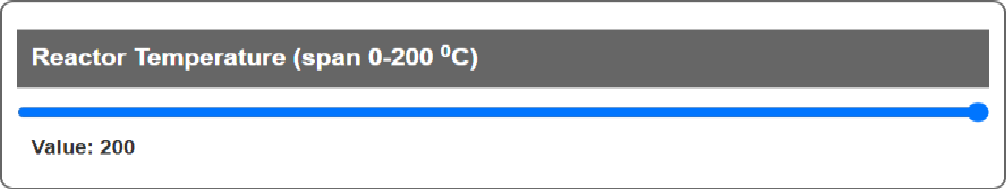 Reactor Temperature (span 0-200 ⁰C)
Value: 200